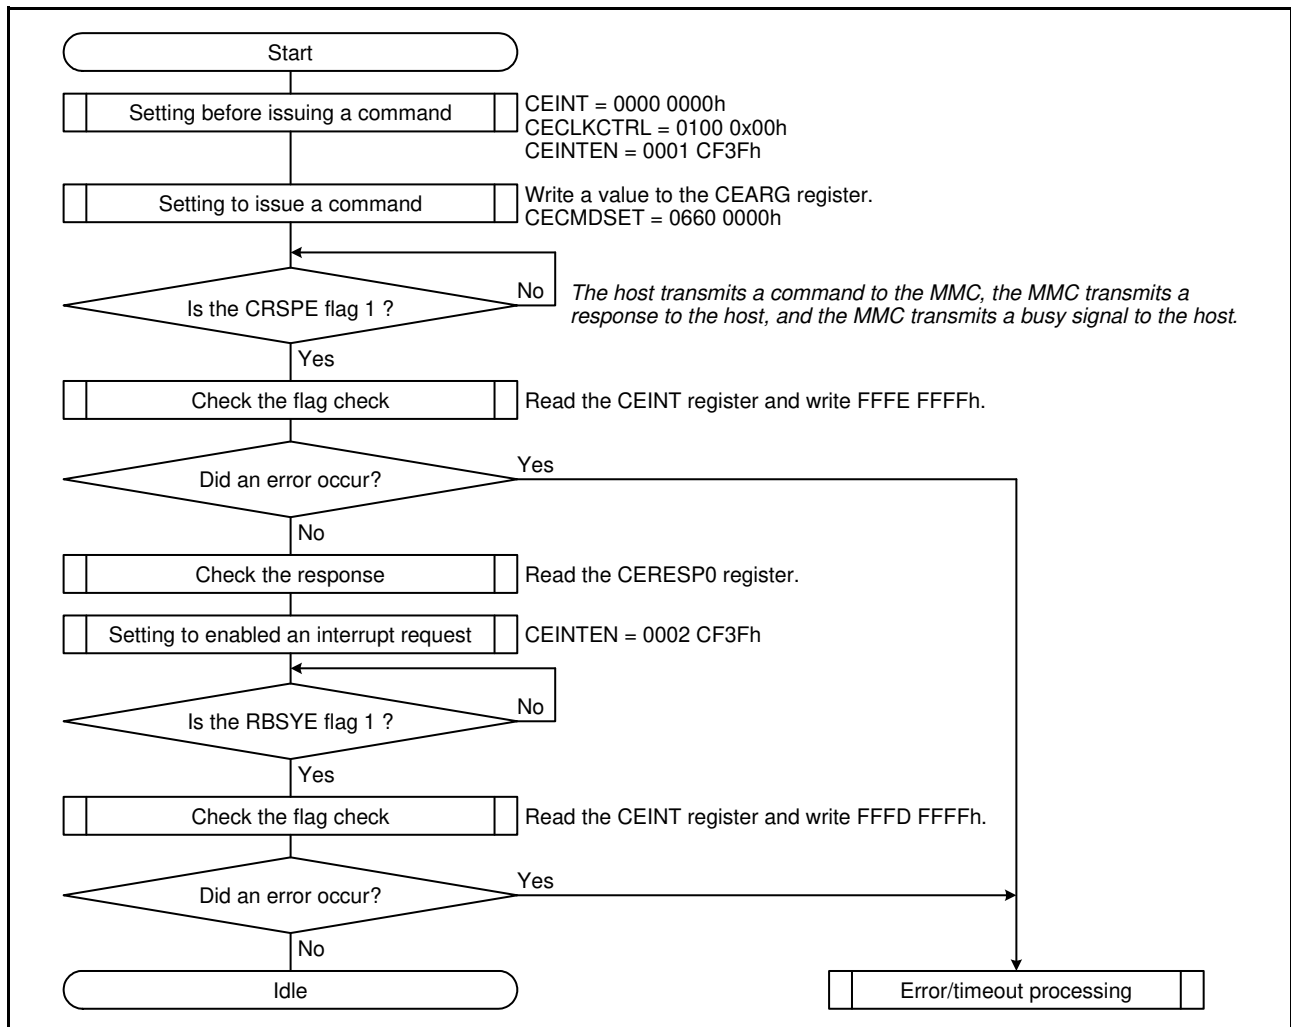 Start
Setting before issuing a command
CEINT = 0000 0000h
CECLKCTRL = 0100 0x00h
CEINTEN = 0001 CF3Fh
Setting to issue a command
Write a value to the CEARG register.
CECMDSET = 0660 0000h
Is the CRSPE flag 1 ?
No
The host transmits a command to the MMC, the MMC transmits a
response to the host, and the MMC transmits a busy signal to the host.
Yes
Check the flag check
Read the CEINT register and write FFFE FFFFh.
Did an error occur?
Yes
No
Check the response
Read the CERESP0 register.
Setting to enabled an interrupt request
CEINTEN = 0002 CF3Fh
Is the RBSYE flag 1 ?
No
Yes
Check the flag check
Read the CEINT register and write FFFD FFFFh.
Did an error occur?
Yes
No
Idle
Error/timeout processing